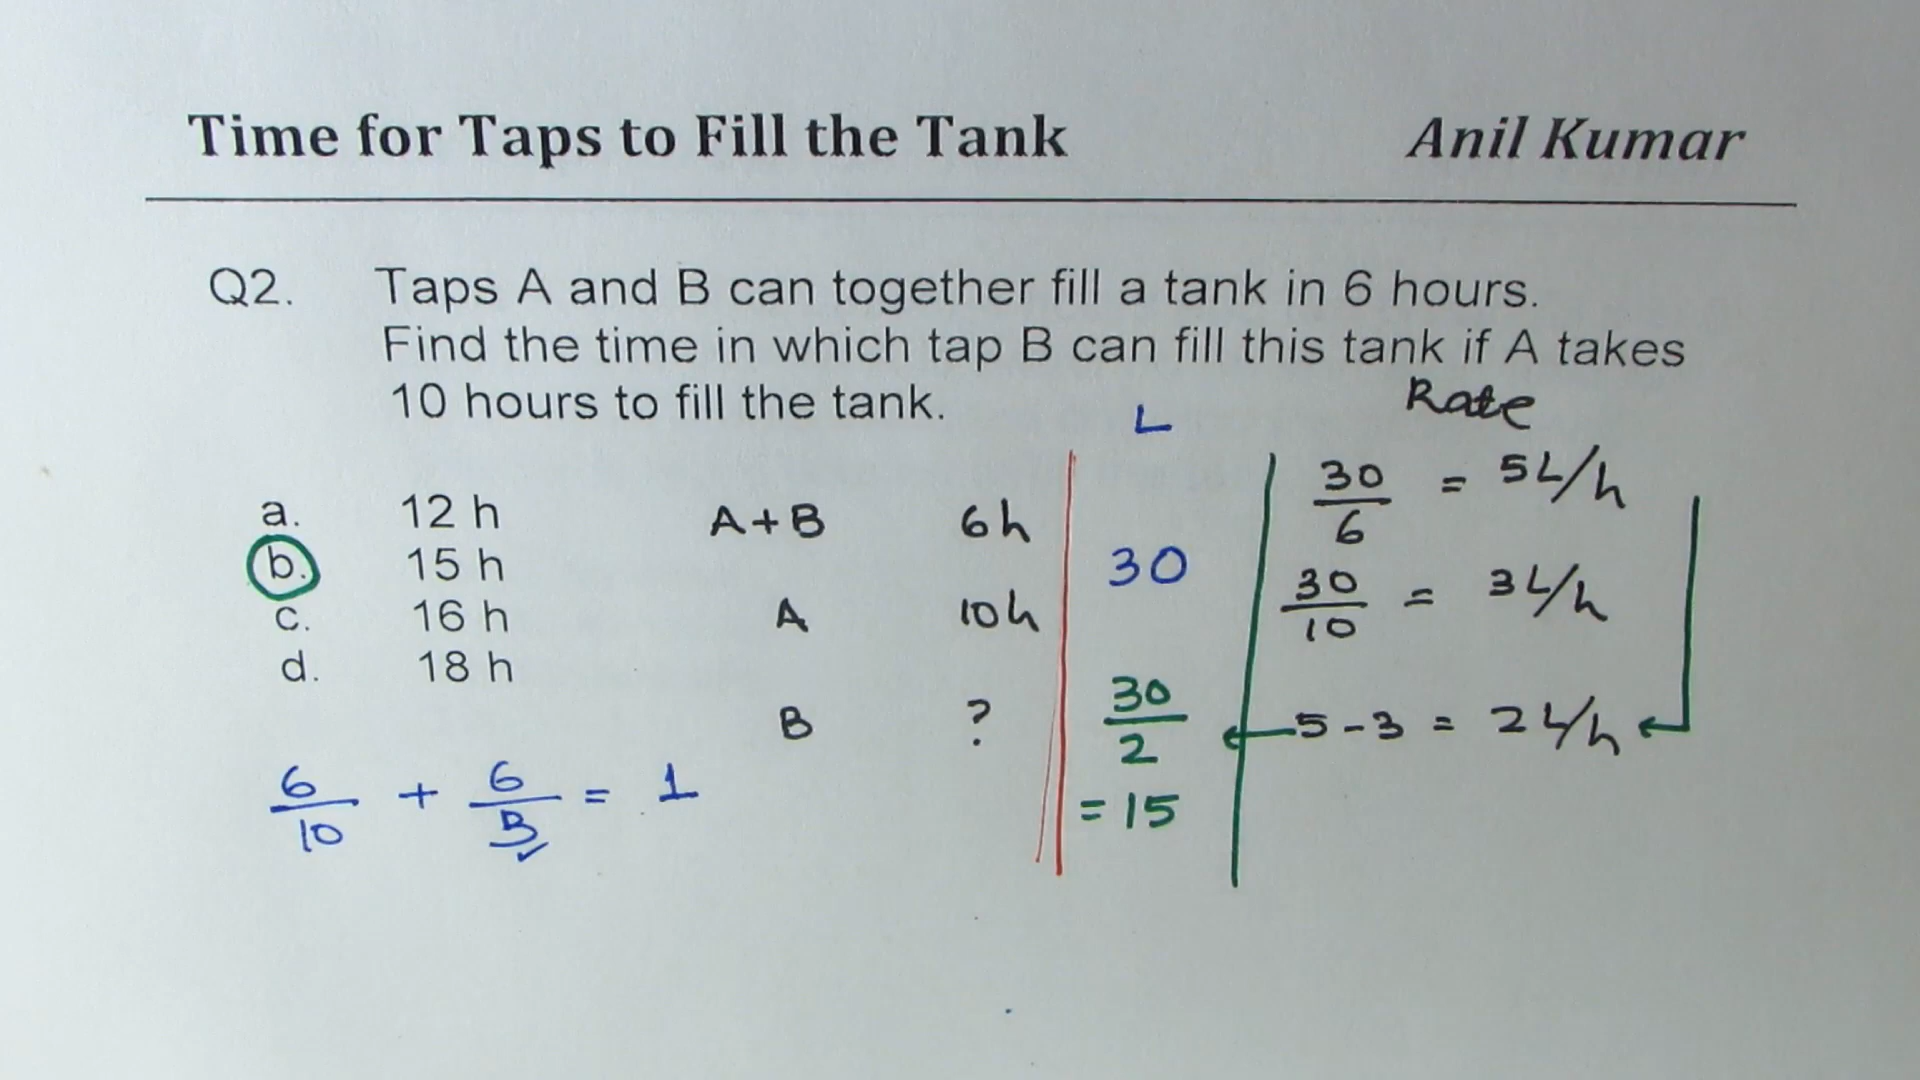 Time for Taps to Fill the Tank Anil Kumar
Q2. Taps A and B can together fill a tank in 6 hours.
Find the time in which tap B can fill this tank if A takes
10 hours to fill the tank.
L Rate
a. 12 h
b. 15 h
c. 16 h
d. 18 h
A+B 6h
A 10h
B ?
30
30/2
= 15
30/6 = 5L/h
30/10 = 3L/h
5-3 = 2L/h
6/10 + 6/B = 1